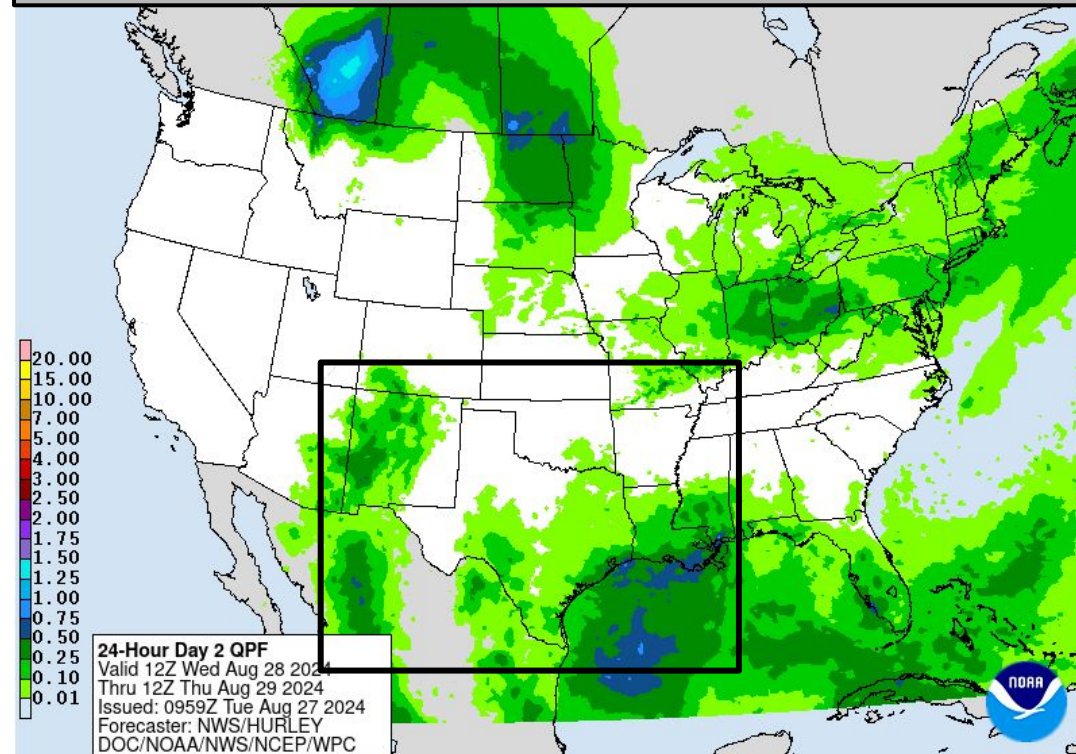 20.00
15.00
10.00
7.00
5.00
4.00
3.00
2.50
2.00
1.75
1.50
1.25
1.00
0.75
0.50
0.25
0.10
0.01
24-Hour Day 2 QPF
Valid 12Z Wed Aug 28 2024
Thru 12Z Thu Aug 29 2024
Issued: 0959Z Tue Aug 27 2024
Forecaster: NWS/HURLEY
DOC/NOAA/NWS/NCEP/WPC
NOAA